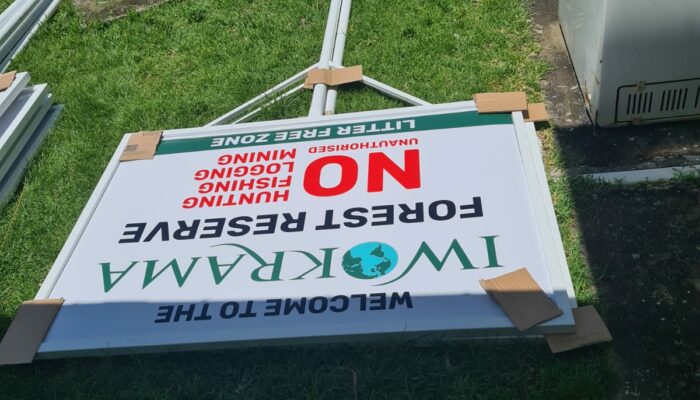 WELCOME TO THE
IWOKRAMA
FOREST RESERVE
NO
UNAUTHORISED
HUNTING
FISHING
LOGGING
MINING
LITTER FREE ZONE